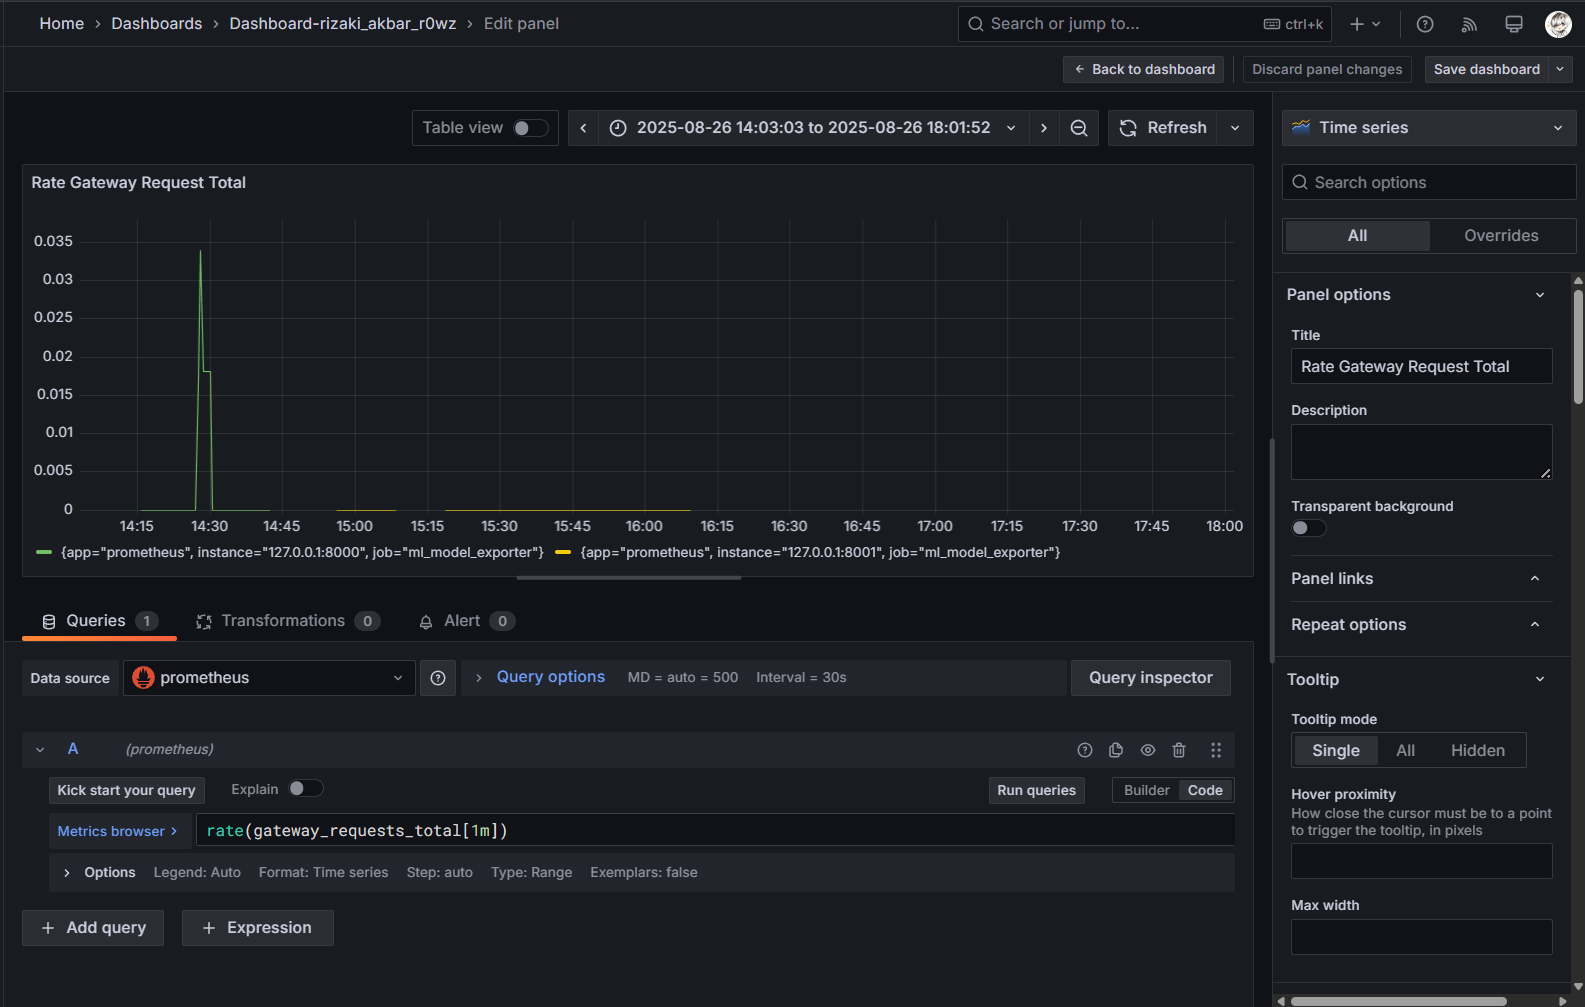 Home › Dashboards › Dashboard-rizaki_akbar_r0wz › Edit panel
Search or jump to...
ctrl+k
← Back to dashboard
Discard panel changes
Save dashboard
Table view
2025-08-26 14:03:03 to 2025-08-26 18:01:52
Refresh
Time series
Rate Gateway Request Total
0.035
0.03
0.025
0.02
0.015
0.01
0.005
0
14:15 14:30 14:45 15:00 15:15 15:30 15:45 16:00 16:15 16:30 16:45 17:00 17:15 17:30 17:45 18:00
{app="prometheus", instance="127.0.0.1:8000", job="ml_model_exporter"} {app="prometheus", instance="127.0.0.1:8001", job="ml_model_exporter"}
Queries 1
Transformations 0
Alert 0
Data source
prometheus
Query options MD = auto = 500 Interval = 30s
Query inspector
A (prometheus)
Kick start your query
Explain
Run queries
Builder Code
Metrics browser >
rate(gateway_requests_total[1m])
Options Legend: Auto Format: Time series Step: auto Type: Range Exemplars: false
+ Add query
+ Expression
Search options
All
Overrides
Panel options
Title
Rate Gateway Request Total
Description
Transparent background
Panel links
Repeat options
Tooltip
Tooltip mode
Single All Hidden
Hover proximity
How close the cursor must be to a point
to trigger the tooltip, in pixels
Max width